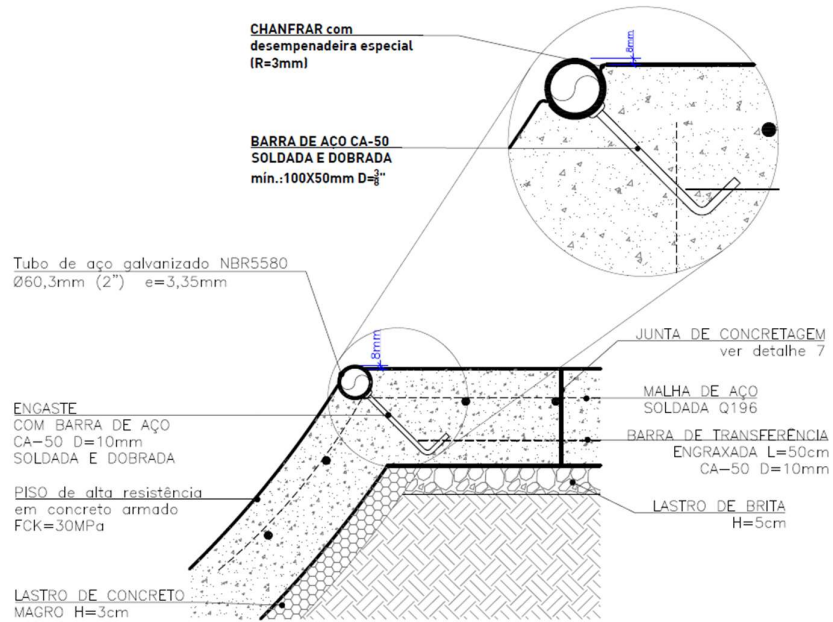 CHANFRAR com
desempenadeira especial
(R=3mm)
8mm
BARRA DE AÇO CA-50
SOLDADA E DOBRADA
mín.:100X50mm D=3/8"
Tubo de aço galvanizado NBR5580
Ø60,3mm (2") e=3,35mm
8mm
JUNTA DE CONCRETAGEM
ver detalhe 7
MALHA DE AÇO
SOLDADA Q196
ENGASTE
COM BARRA DE AÇO
CA-50 D=10mm
SOLDADA E DOBRADA
BARRA DE TRANSFERÊNCIA
ENGRAXADA L=50cm
CA-50 D=10mm
PISO de alta resistência
em concreto armado
FCK=30MPa
LASTRO DE BRITA
H=5cm
LASTRO DE CONCRETO
MAGRO H=3cm